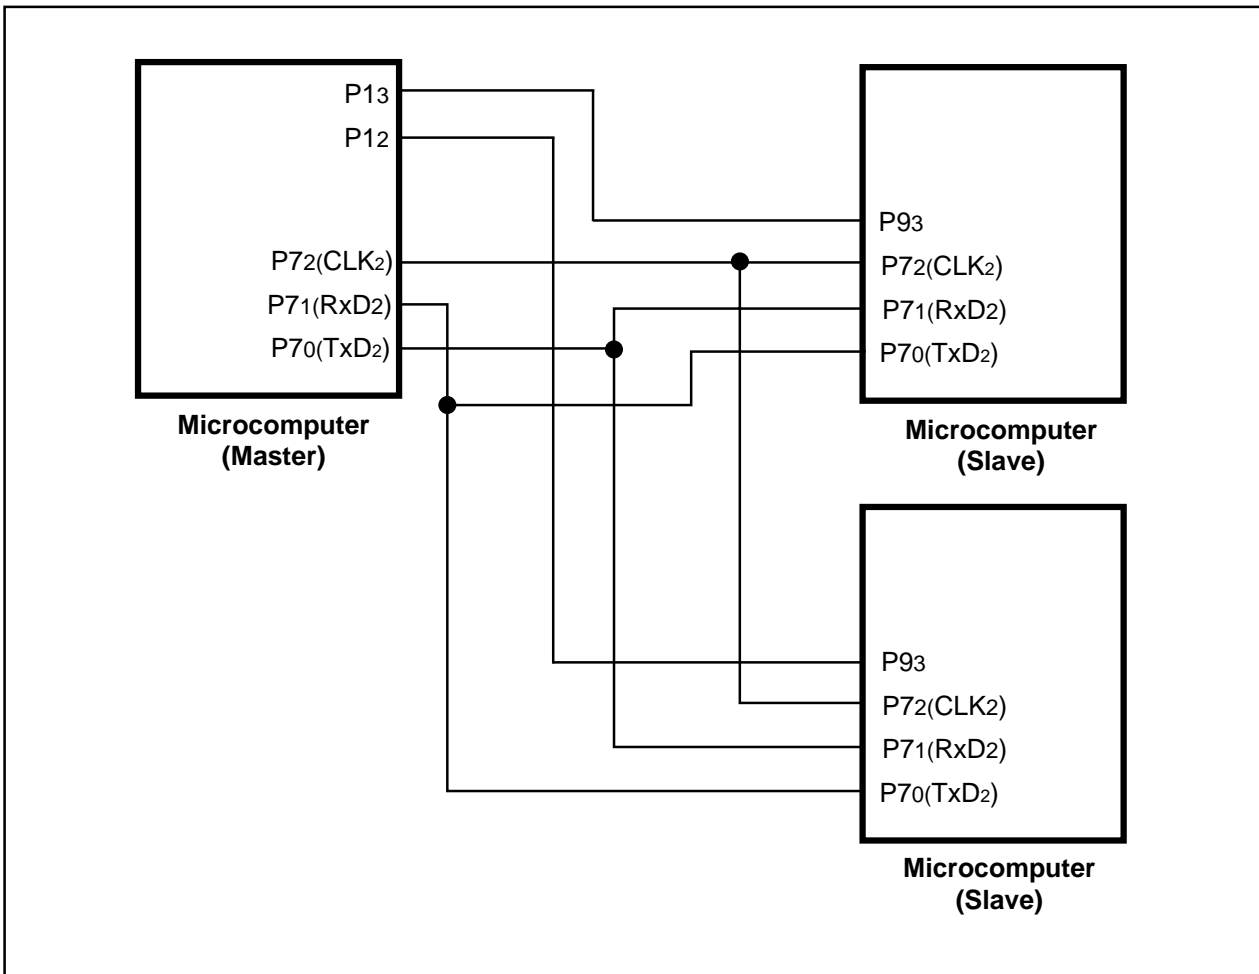 P13
P12
P72(CLK2)
P71(RxD2)
P70(TxD2)
Microcomputer
(Master)
P93
P72(CLK2)
P71(RxD2)
P70(TxD2)
Microcomputer
(Slave)
P93
P72(CLK2)
P71(RxD2)
P70(TxD2)
Microcomputer
(Slave)